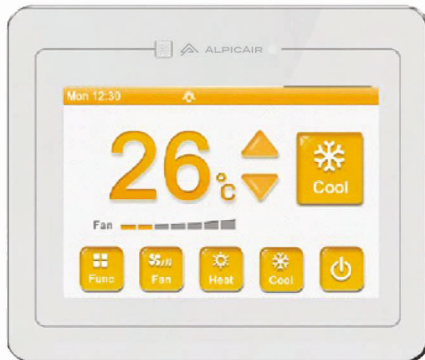 ALPICAIR
Mon 12:30
26°C
Cool
Fan
Func Fan Heat Cool